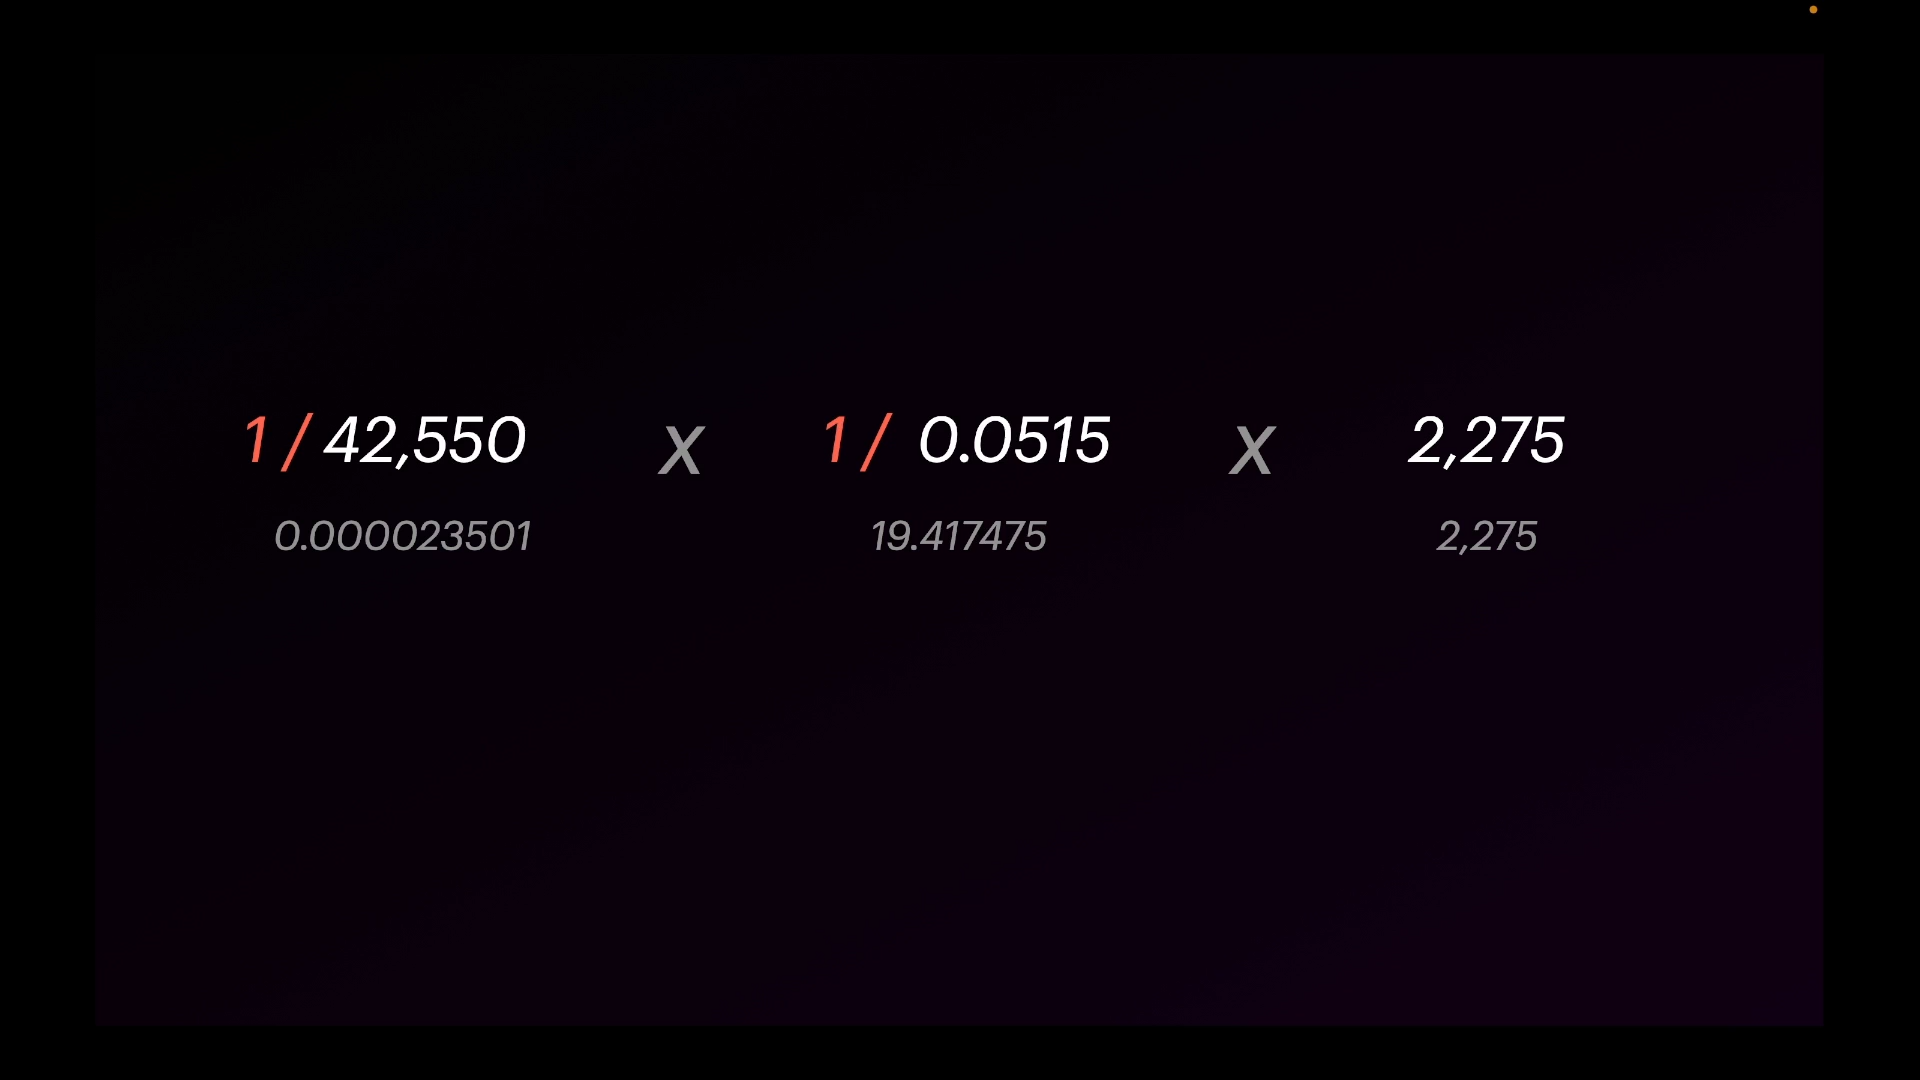 1 / 42,550 x 1 / 0.0515 x 2,275
0.000023501 19.417475 2,275